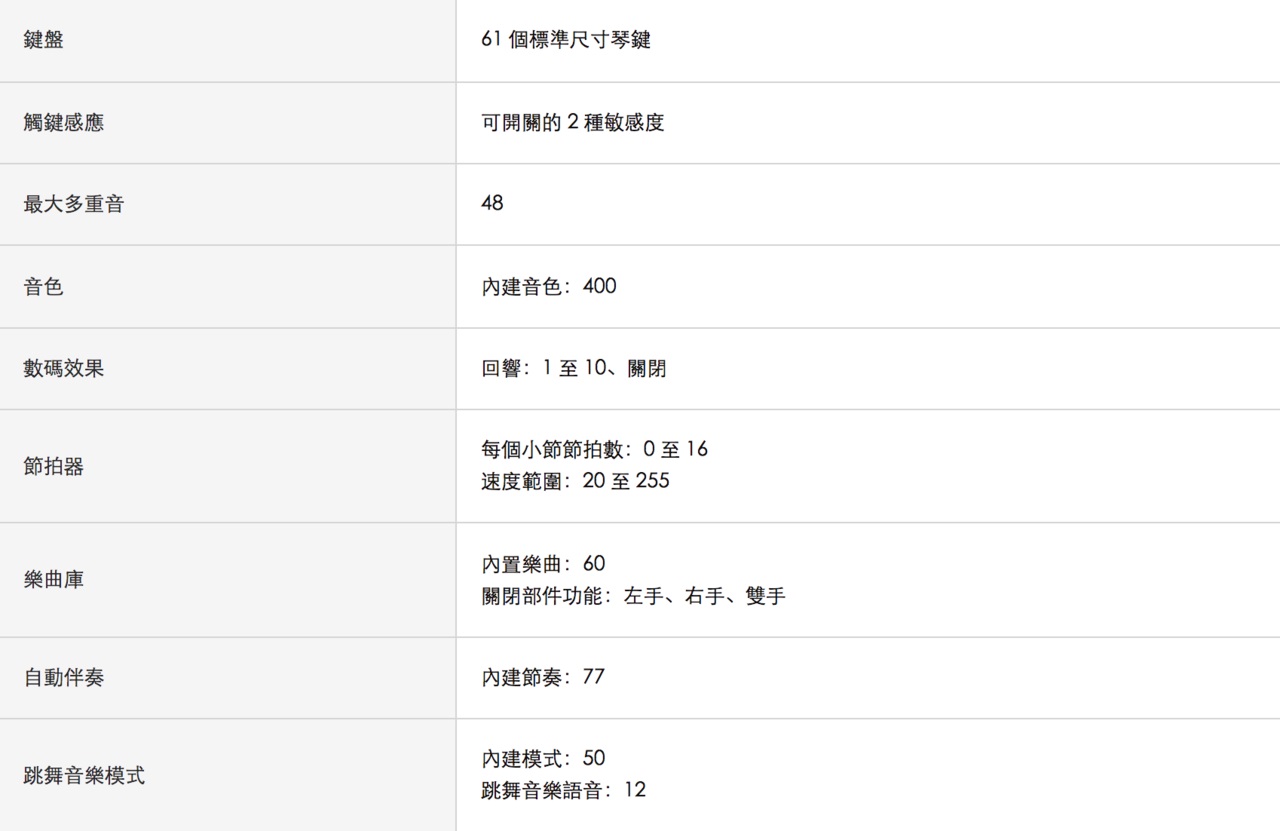 鍵盤
61 個標準尺寸琴鍵
觸鍵感應
可開關的 2 種敏感度
最大多重音
48
音色
內建音色：400
數碼效果
回響：1 至 10、關閉
節拍器
每個小節節拍數：0 至 16
速度範圍：20 至 255
樂曲庫
內置樂曲：60
關閉部件功能：左手、右手、雙手
自動伴奏
內建節奏：77
跳舞音樂模式
內建模式：50
跳舞音樂語音：12